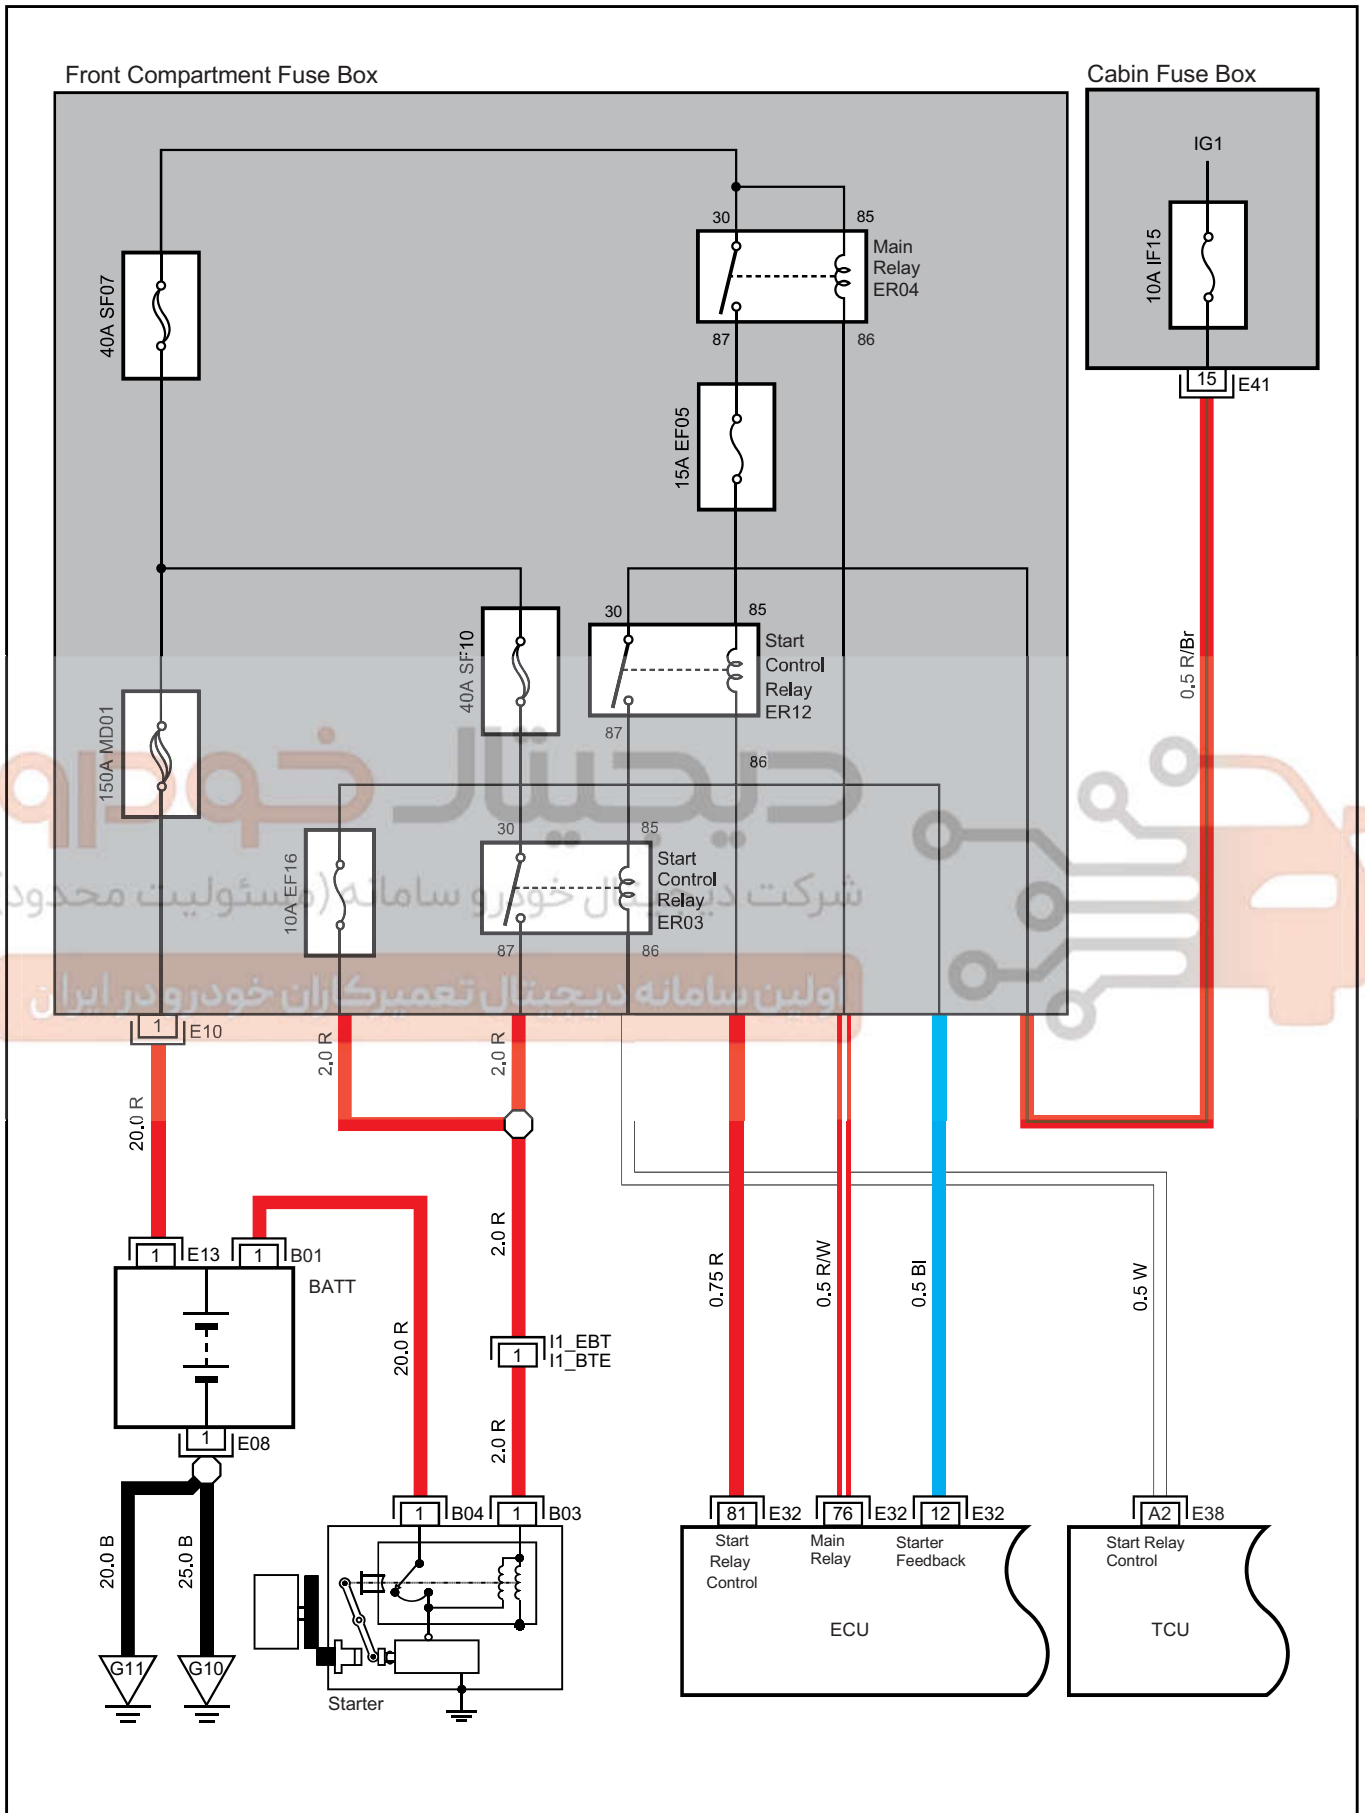 Front Compartment Fuse Box
Cabin Fuse Box
IG1
10A IF15
15
E41
40A SF07
30
85
Main
Relay
ER04
87
86
15A EF05
30
85
Start
Control
Relay
ER12
87
86
40A SF10
150A MD01
0.5 R/Br
دیجیتال خودرو
شرکت دیجیتال خودرو سامانه (مسئولیت محدود)
اولین سامانه دیجیتال تعمیرکاران خودرو در ایران
10A EF16
30
85
Start
Control
Relay
ER03
87
86
1
E10
2.0 R
2.0 R
20.0 R
1
E13
1
B01
BATT
2.0 R
0.75 R
0.5 R/W
0.5 Bl
0.5 W
20.0 R
1
I1_EBT
I1_BTE
1
E08
2.0 R
20.0 B
25.0 B
1
B04
1
B03
81
E32
76
E32
12
E32
A2
E38
Start
Relay
Control
Main
Relay
Starter
Feedback
Start Relay
Control
ECU
TCU
G11
G10
Starter